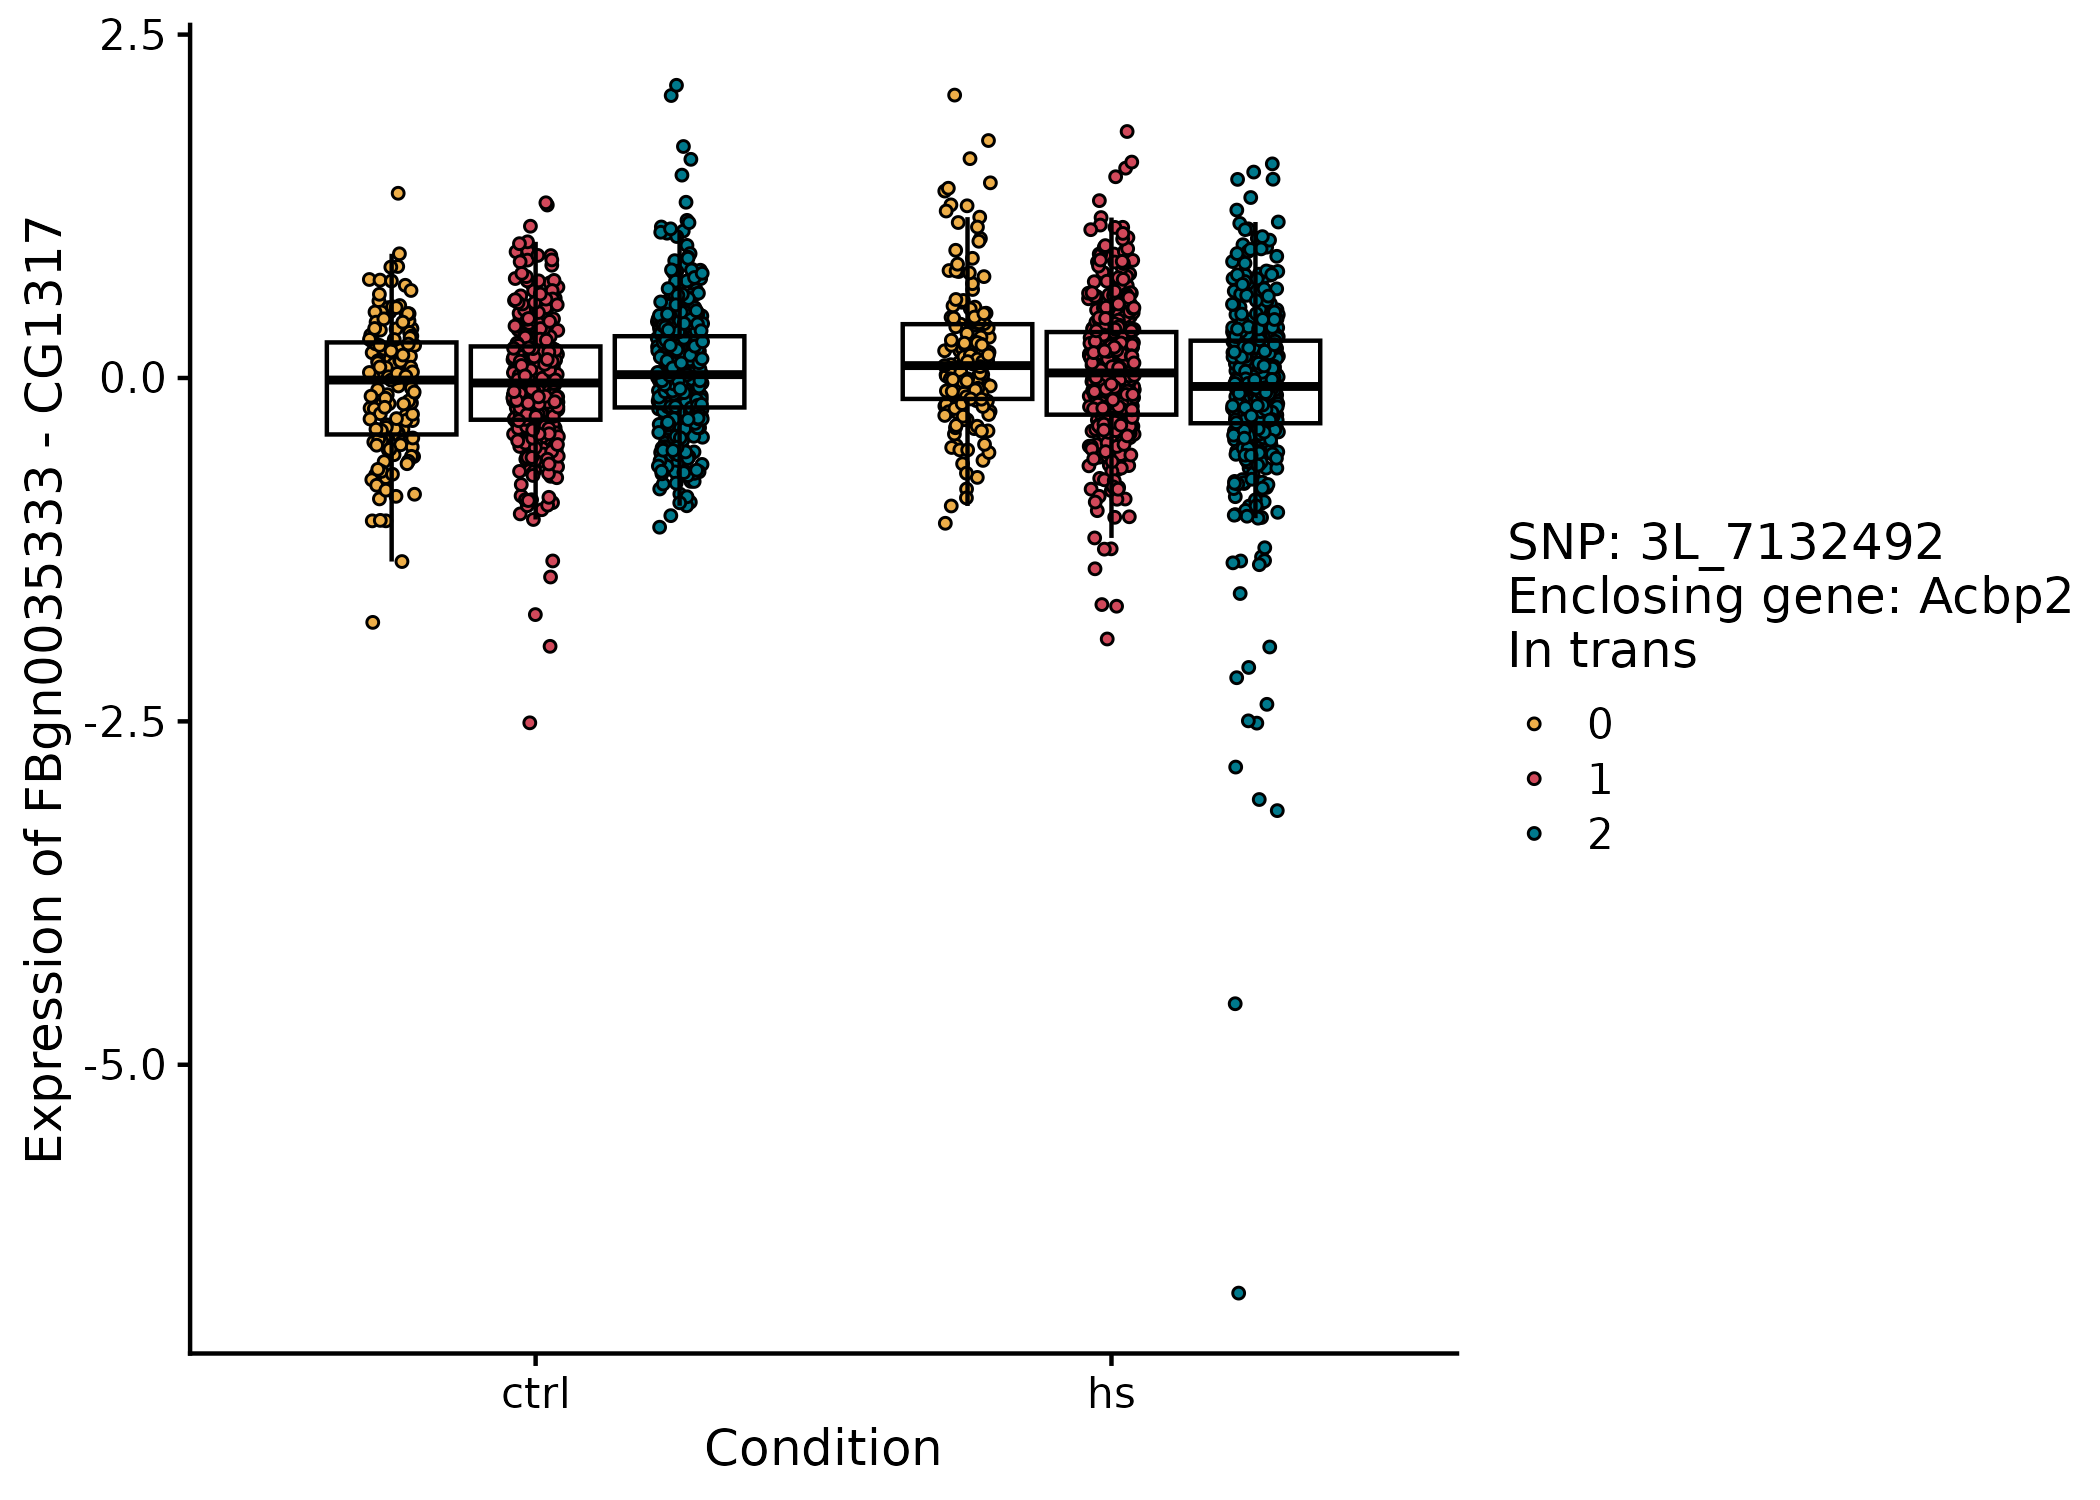 Expression of FBgn0035333 - CG1317
2.5
0.0
-2.5
-5.0
ctrl
hs
Condition
SNP: 3L_7132492
Enclosing gene: Acbp2
In trans
0
1
2